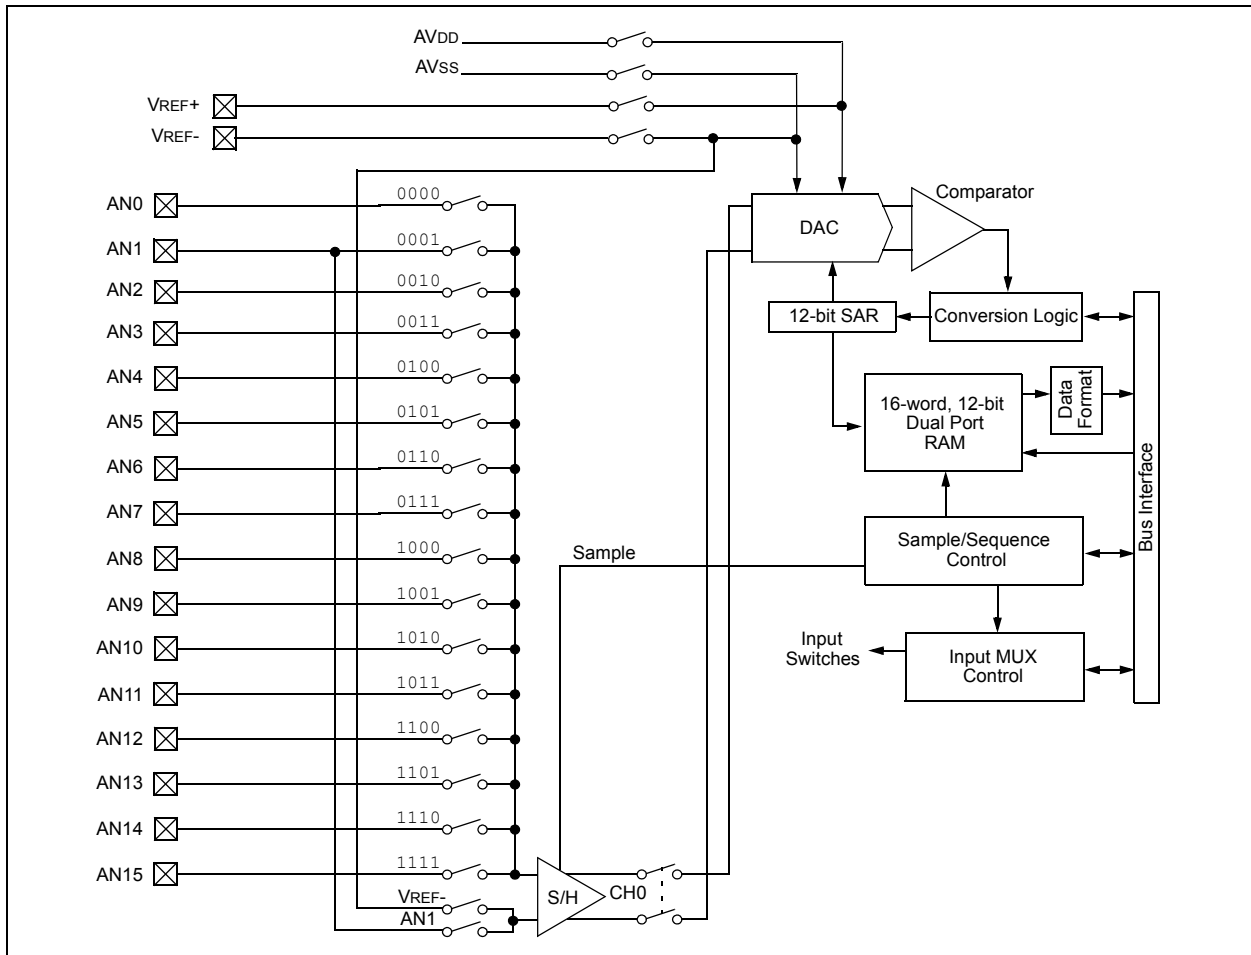 AVDD
AVSS
VREF+
VREF-
AN0 0000
AN1 0001
AN2 0010
AN3 0011
AN4 0100
AN5 0101
AN6 0110
AN7 0111
AN8 1000
AN9 1001
AN10 1010
AN11 1011
AN12 1100
AN13 1101
AN14 1110
AN15 1111
VREF-
AN1
S/H
CH0
DAC
Comparator
12-bit SAR
Conversion Logic
16-word, 12-bit
Dual Port
RAM
Data
Format
Bus Interface
Sample
Sample/Sequence
Control
Input
Switches
Input MUX
Control